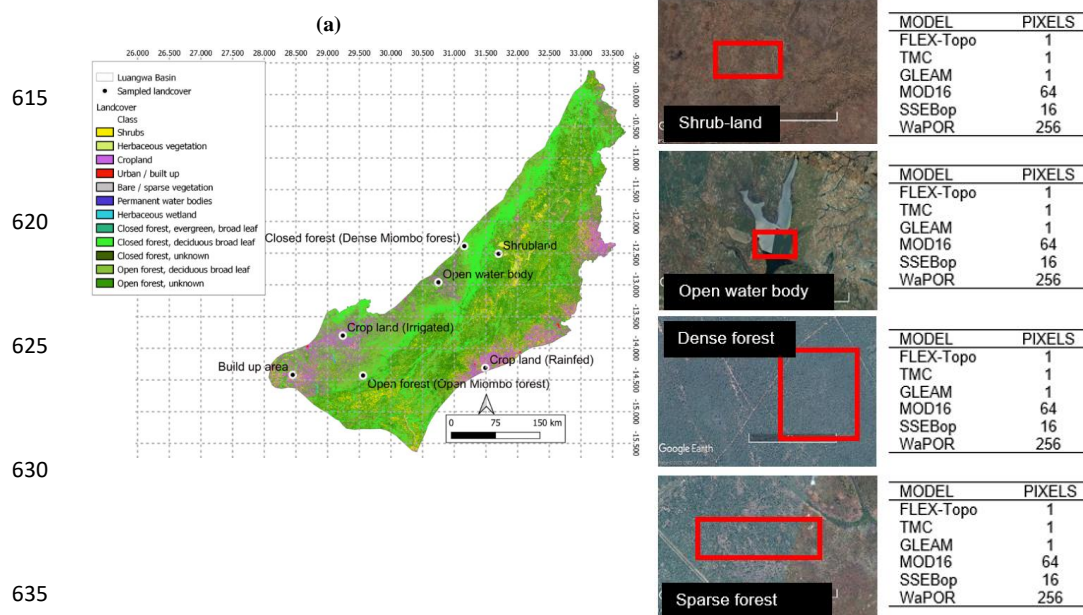 (a)
26.000 26.500 27.000 27.500 28.000 28.500 29.000 29.500 30.000 30.500 31.000 31.500 32.000 32.500 33.000 33.500
Luangwa Basin
Sampled landcover
Landcover
Class
Shrubs
Herbaceous vegetation
Cropland
Urban / built up
Bare / sparse vegetation
Permanent water bodies
Herbaceous wetland
Closed forest, evergreen, broad leaf
Closed forest, deciduous broad leaf
Closed forest, unknown
Open forest, deciduous broad leaf
Open forest, unknown
-9.500
-10.000
-10.500
-11.000
-11.500
-12.000
-12.500
-13.000
-13.500
-14.000
-14.500
-15.000
-15.500
Closed forest (Dense Miombo forest)
Shrubland
Open water body
Crop land (Irrigated)
Crop land (Rainfed)
Build up area
Open forest (Opan Miombo forest)
0 75 150 km
615
620
625
630
635
Shrub-land
MODEL PIXELS
FLEX-Topo 1
TMC 1
GLEAM 1
MOD16 64
SSEBop 16
WaPOR 256
Open water body
MODEL PIXELS
FLEX-Topo 1
TMC 1
GLEAM 1
MOD16 64
SSEBop 16
WaPOR 256
Dense forest
Google Earth
MODEL PIXELS
FLEX-Topo 1
TMC 1
GLEAM 1
MOD16 64
SSEBop 16
WaPOR 256
Sparse forest
MODEL PIXELS
FLEX-Topo 1
TMC 1
GLEAM 1
MOD16 64
SSEBop 16
WaPOR 256